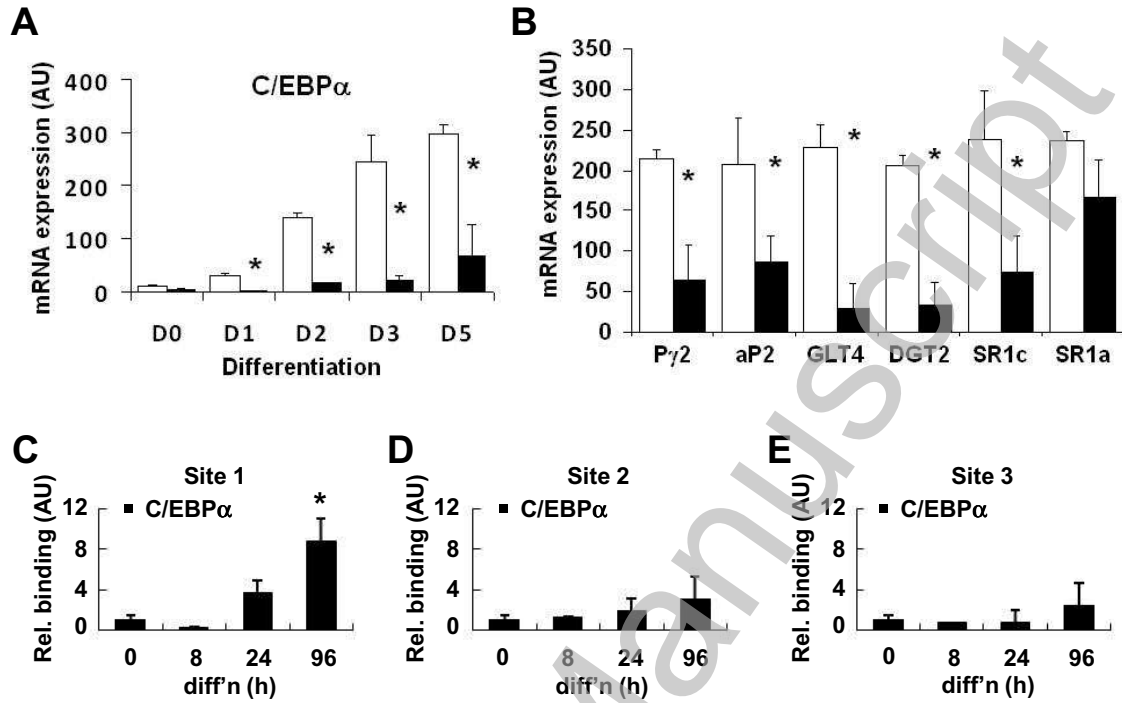 A
C/EBPα
mRNA expression (AU)
400
300
200
100
0
*
*
*
*
D0 D1 D2 D3 D5
Differentiation
B
mRNA expression (AU)
350
300
250
200
150
100
50
0
* * * * *
Pγ2 aP2 GLT4 DGT2 SR1c SR1a
C
Site 1
Rel. binding (AU)
12
8
4
0
C/EBPα
*
0 8 24 96
diff'n (h)
D
Site 2
Rel. binding (AU)
12
8
4
0
C/EBPα
0 8 24 96
diff'n (h)
E
Site 3
Rel. binding (AU)
12
8
4
0
C/EBPα
0 8 24 96
diff'n (h)
Manuscript